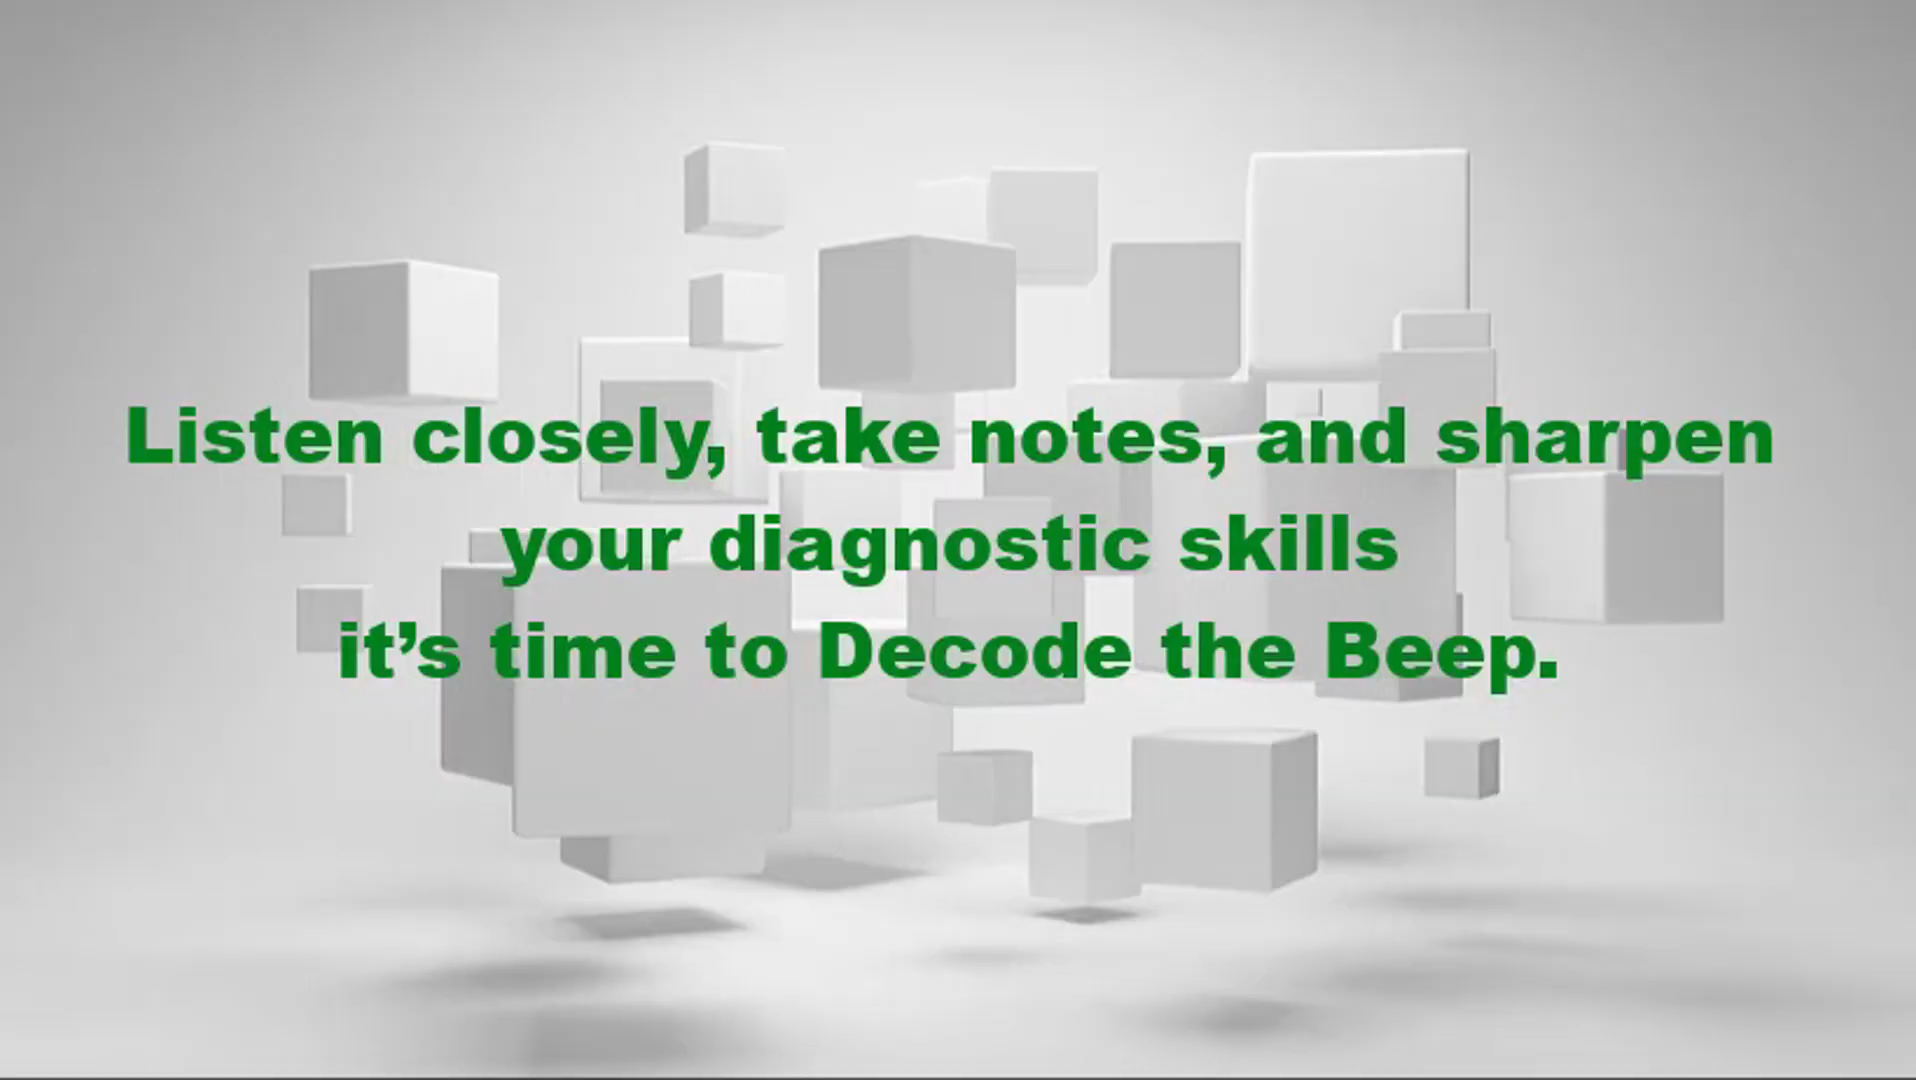 Listen closely, take notes, and sharpen
your diagnostic skills
it’s time to Decode the Beep.